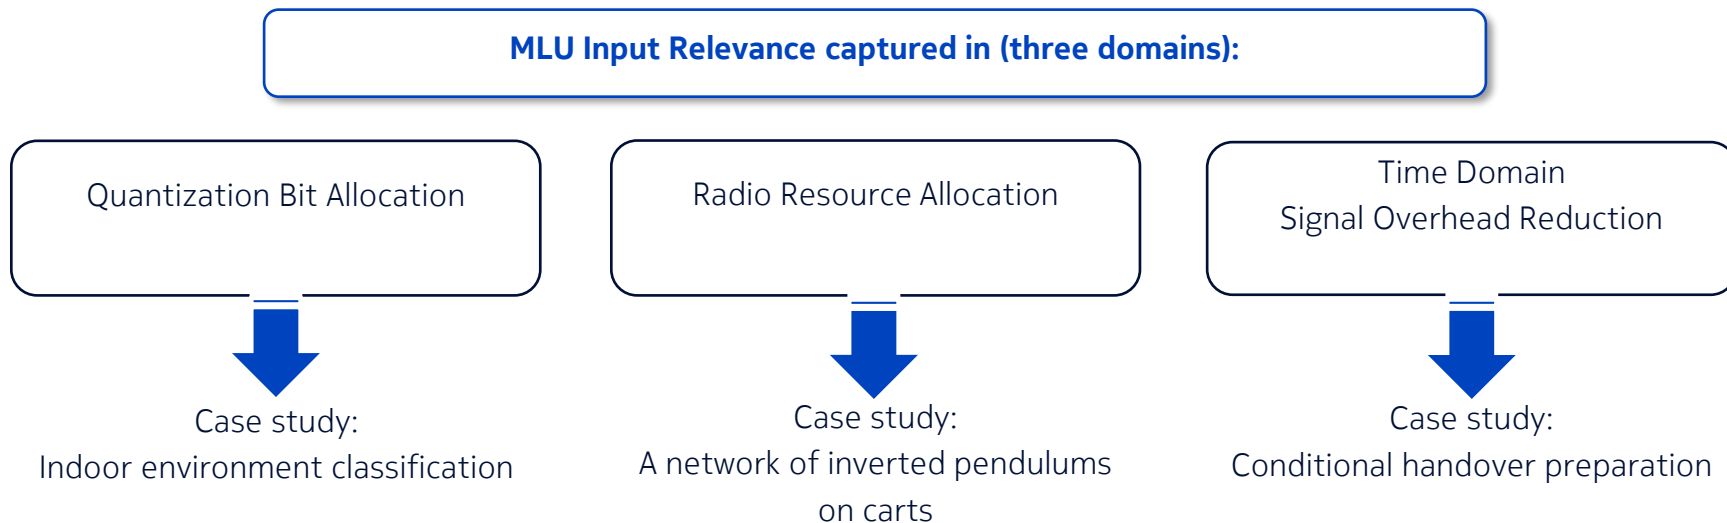 MLU Input Relevance captured in (three domains):
Quantization Bit Allocation
Radio Resource Allocation
Time Domain
Signal Overhead Reduction
Case study:
Indoor environment classification
Case study:
A network of inverted pendulums
on carts
Case study:
Conditional handover preparation